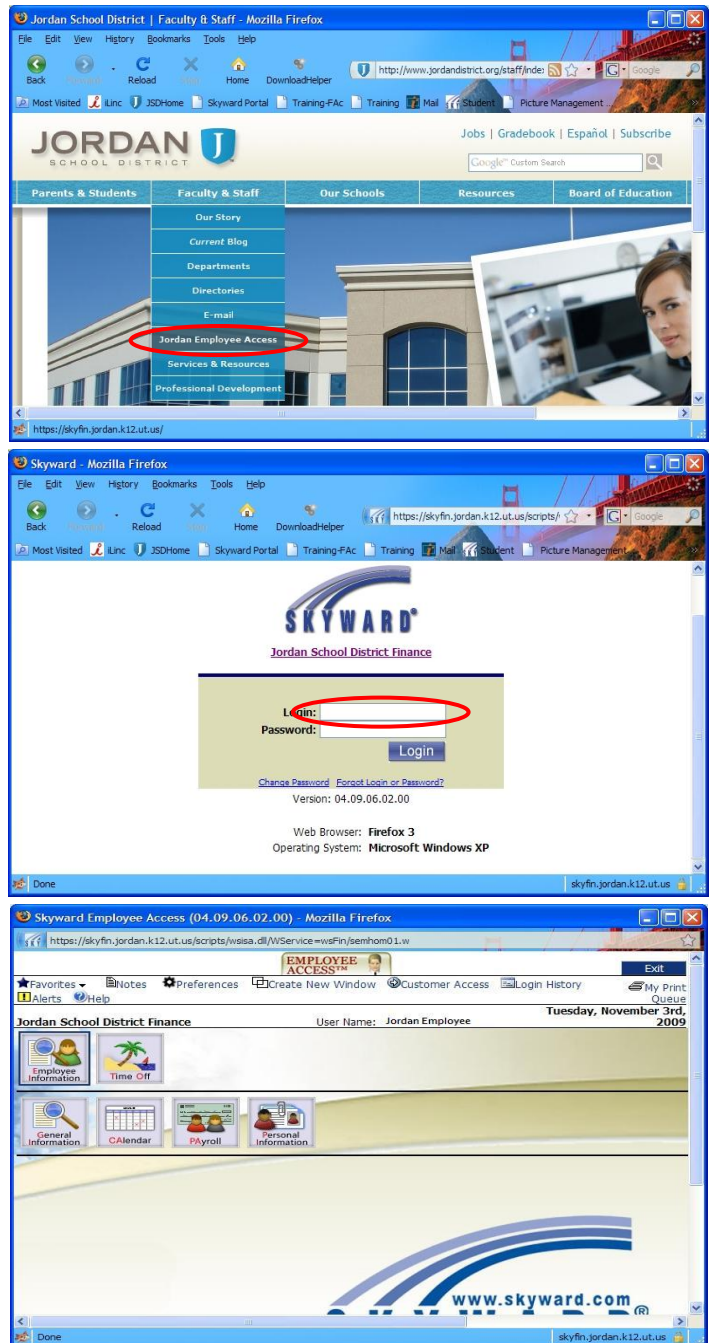 Jordan School District | Faculty & Staff - Mozilla Firefox
File Edit View History Bookmarks Tools Help
Back Reload Home DownloadHelper http://www.jordandistrict.org/staff/inde: Google
Most Visited iLinc JSDHome Skyward Portal Training-FAc Training Mail Student Picture Management
JORDAN J
SCHOOL DISTRICT
Jobs | Gradebook | Español | Subscribe
Google™ Custom Search
Parents & Students Faculty & Staff Our Schools Resources Board of Education
Our Story
Current Blog
Departments
Directories
E-mail
Jordan Employee Access
Services & Resources
Professional Development
https://skyfin.jordan.k12.ut.us/
Skyward - Mozilla Firefox
File Edit View History Bookmarks Tools Help
Back Reload Home DownloadHelper https://skyfin.jordan.k12.ut.us/scripts/ Google
Most Visited iLinc JSDHome Skyward Portal Training-FAc Training Mail Student Picture Management
SKYWARD®
Jordan School District Finance
Login:
Password:
Login
Change Password Forgot Login or Password?
Version: 04.09.06.02.00
Web Browser: Firefox 3
Operating System: Microsoft Windows XP
Done skyfin.jordan.k12.ut.us
Skyward Employee Access (04.09.06.02.00) - Mozilla Firefox
https://skyfin.jordan.k12.ut.us/scripts/wsisa.dll/WService=wsFin/semhom01.w
EMPLOYEE
ACCESS™
Exit
Favorites Notes Preferences Create New Window Customer Access Login History My Print
Alerts Help Queue
Tuesday, November 3rd,
Jordan School District Finance User Name: Jordan Employee 2009
Employee
Information
Time Off
General
Information
CAlendar
PAyroll
Personal
Information
www.skyward.com
Done skyfin.jordan.k12.ut.us